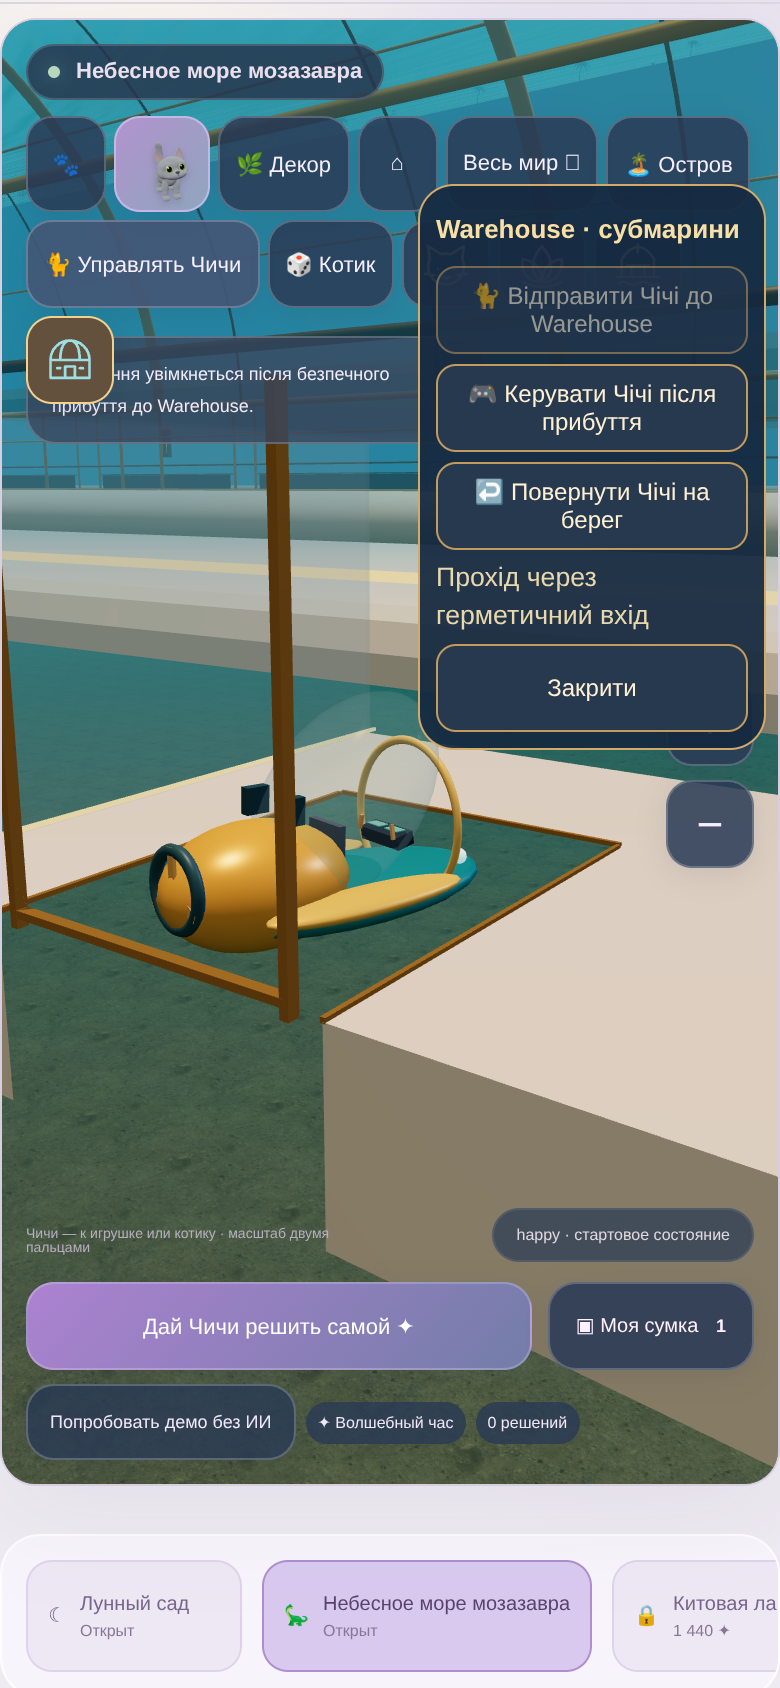 Небесное море мозазавра
Декор
Весь мир
Остров
Управлять Чичи
Котик
Warehouse · субмарини
Відправити Чічі до
Warehouse
Керувати Чічі після
прибуття
Повернути Чічі на
берег
Прохід через
герметичний вхід
Закрити
увімкнеться після безпечного
прибуття до Warehouse.
Чичи — к игрушке или котику · масштаб двумя
пальцами
happy · стартовое состояние
Дай Чичи решить самой ✦
Моя сумка 1
Попробовать демо без ИИ
✦ Волшебный час
0 решений
Лунный сад
Открыт
Небесное море мозазавра
Открыт
Китовая
1 440 ✦